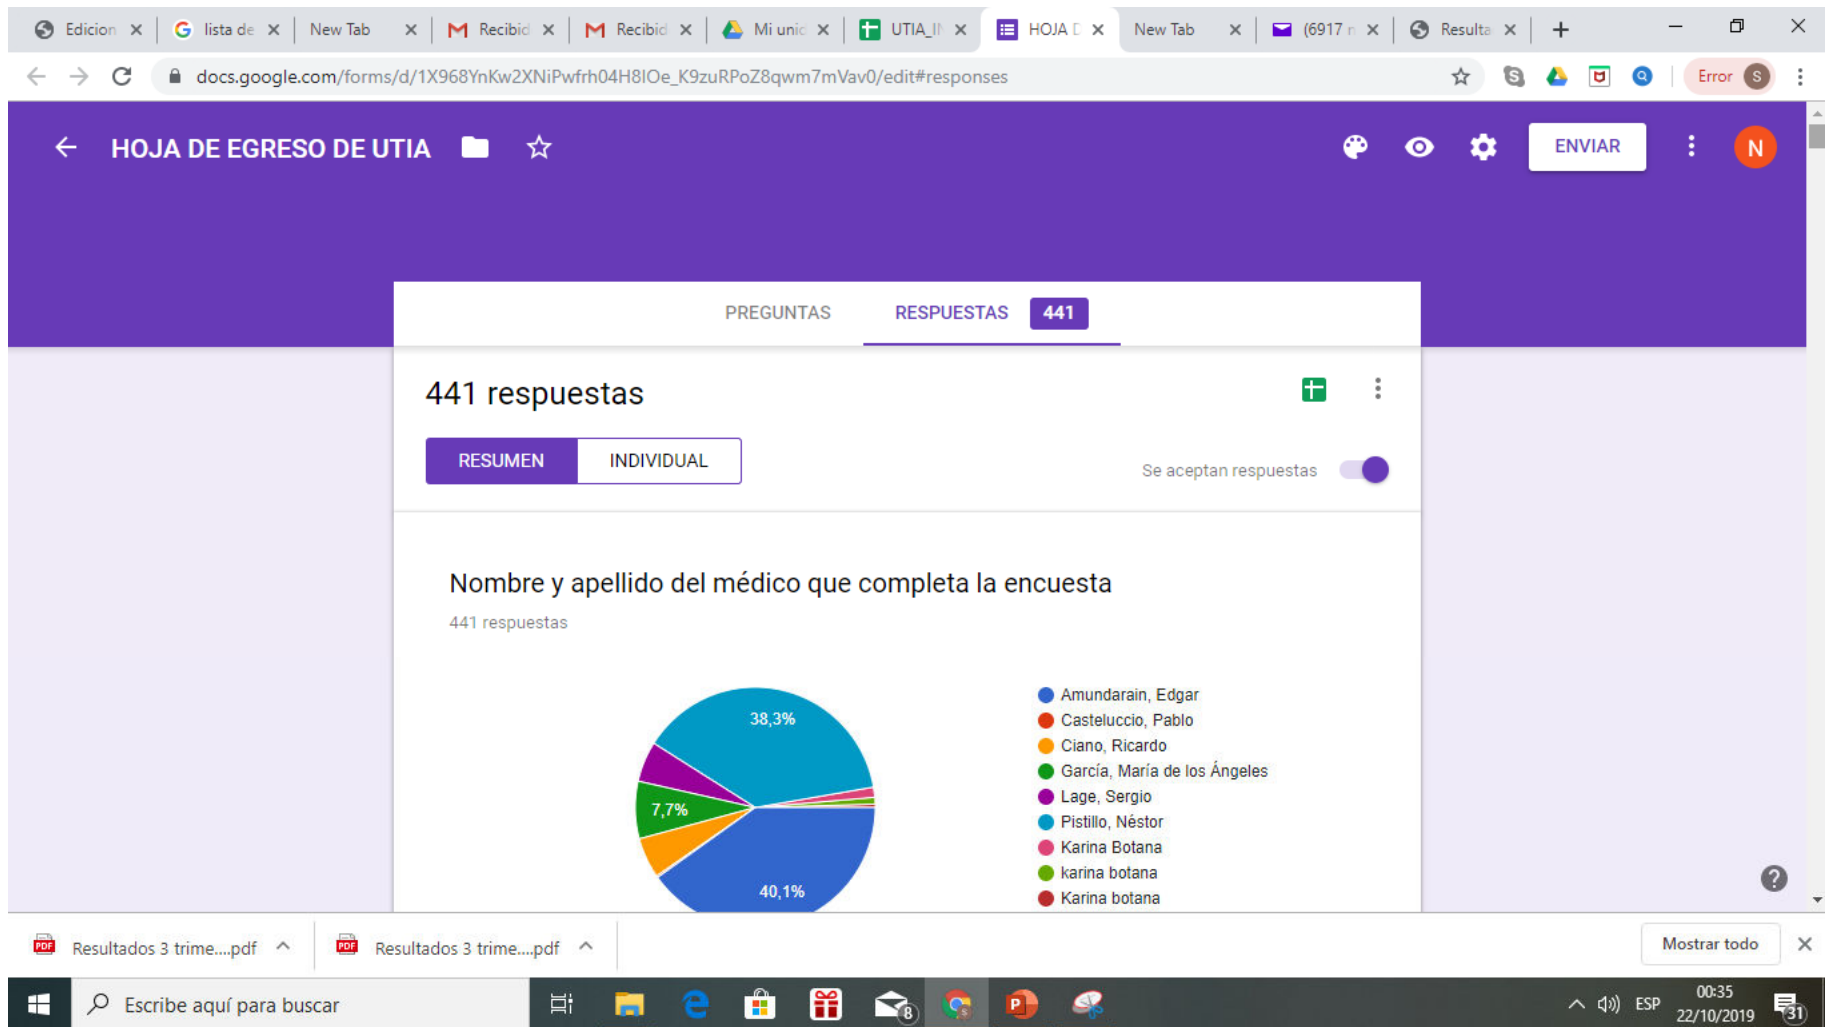 Edicion
lista de
New Tab
Recibid
Recibid
Mi unid
UTIA_IN
HOJA D
New Tab
(6917 n
Resulta
docs.google.com/forms/d/1X968YnKw2XNiPwfrh04H8IOe_K9zuRPoZ8qwm7mVav0/edit#responses
Error S
HOJA DE EGRESO DE UTIA
ENVIAR
N
PREGUNTAS RESPUESTAS 441
441 respuestas
RESUMEN INDIVIDUAL
Se aceptan respuestas
Nombre y apellido del médico que completa la encuesta
441 respuestas
38,3%
7,7%
40,1%
Amundarain, Edgar
Casteluccio, Pablo
Ciano, Ricardo
García, María de los Ángeles
Lage, Sergio
Pistillo, Néstor
Karina Botana
karina botana
Karina botana
Resultados 3 trime....pdf
Resultados 3 trime....pdf
Mostrar todo
Escribe aquí para buscar
8
ESP
00:35
22/10/2019
31